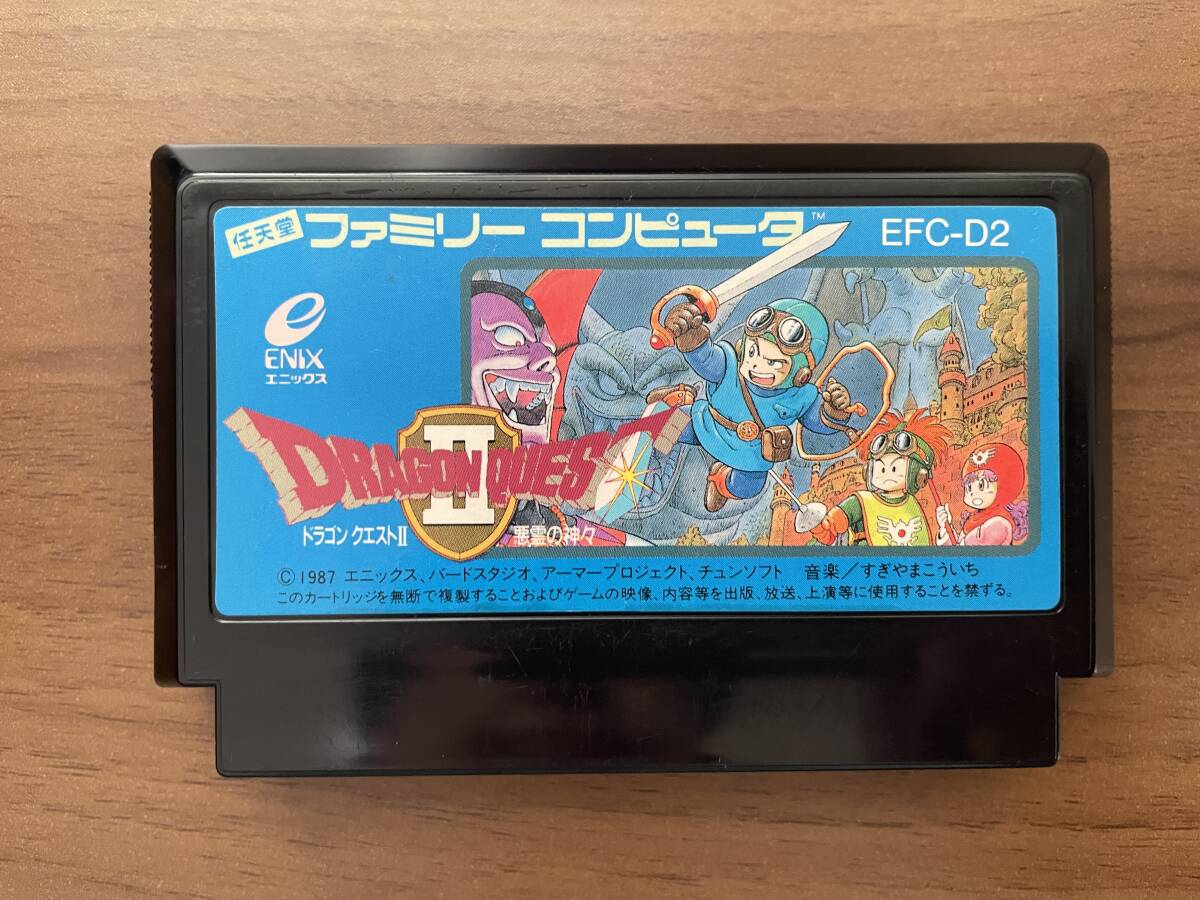 任天堂 ファミリー コンピュータ™ EFC-D2
ENIX
エニックス
DRAGON QUEST
II
ドラゴン クエストII 悪霊の神々
©1987 エニックス、バードスタジオ、アーマープロジェクト、チュンソフト 音楽/すぎやまこういち
このカートリッジを無断で複製することおよびゲームの映像、内容等を出版、放送、上演等に使用することを禁ずる。